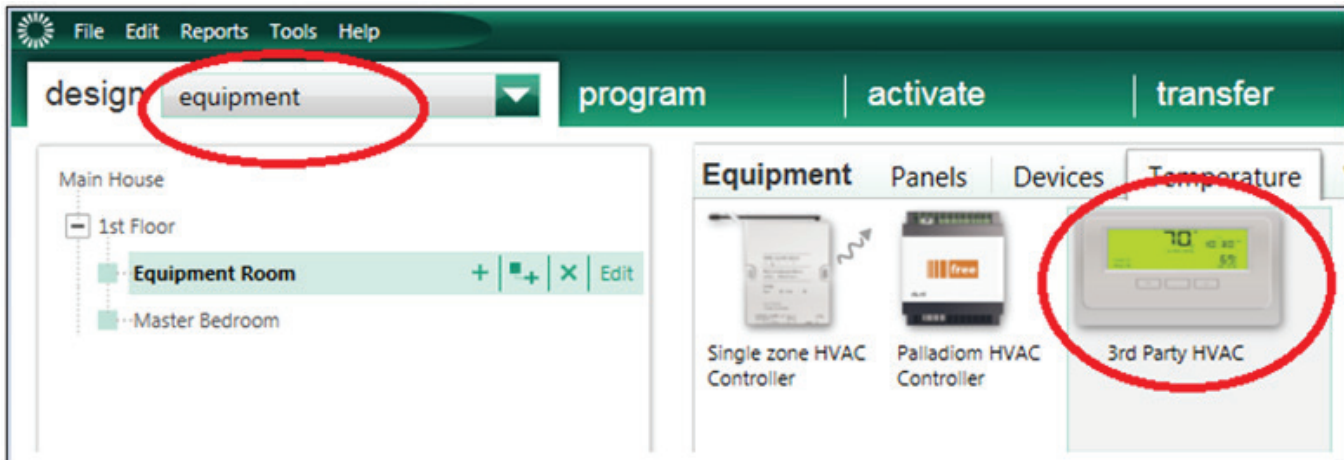 File Edit Reports Tools Help
design equipment program activate transfer
Main House
1st Floor
Equipment Room + + × Edit
Master Bedroom
Equipment Panels Devices Temperature
70
free
Single zone HVAC Controller
Palladiom HVAC Controller
3rd Party HVAC